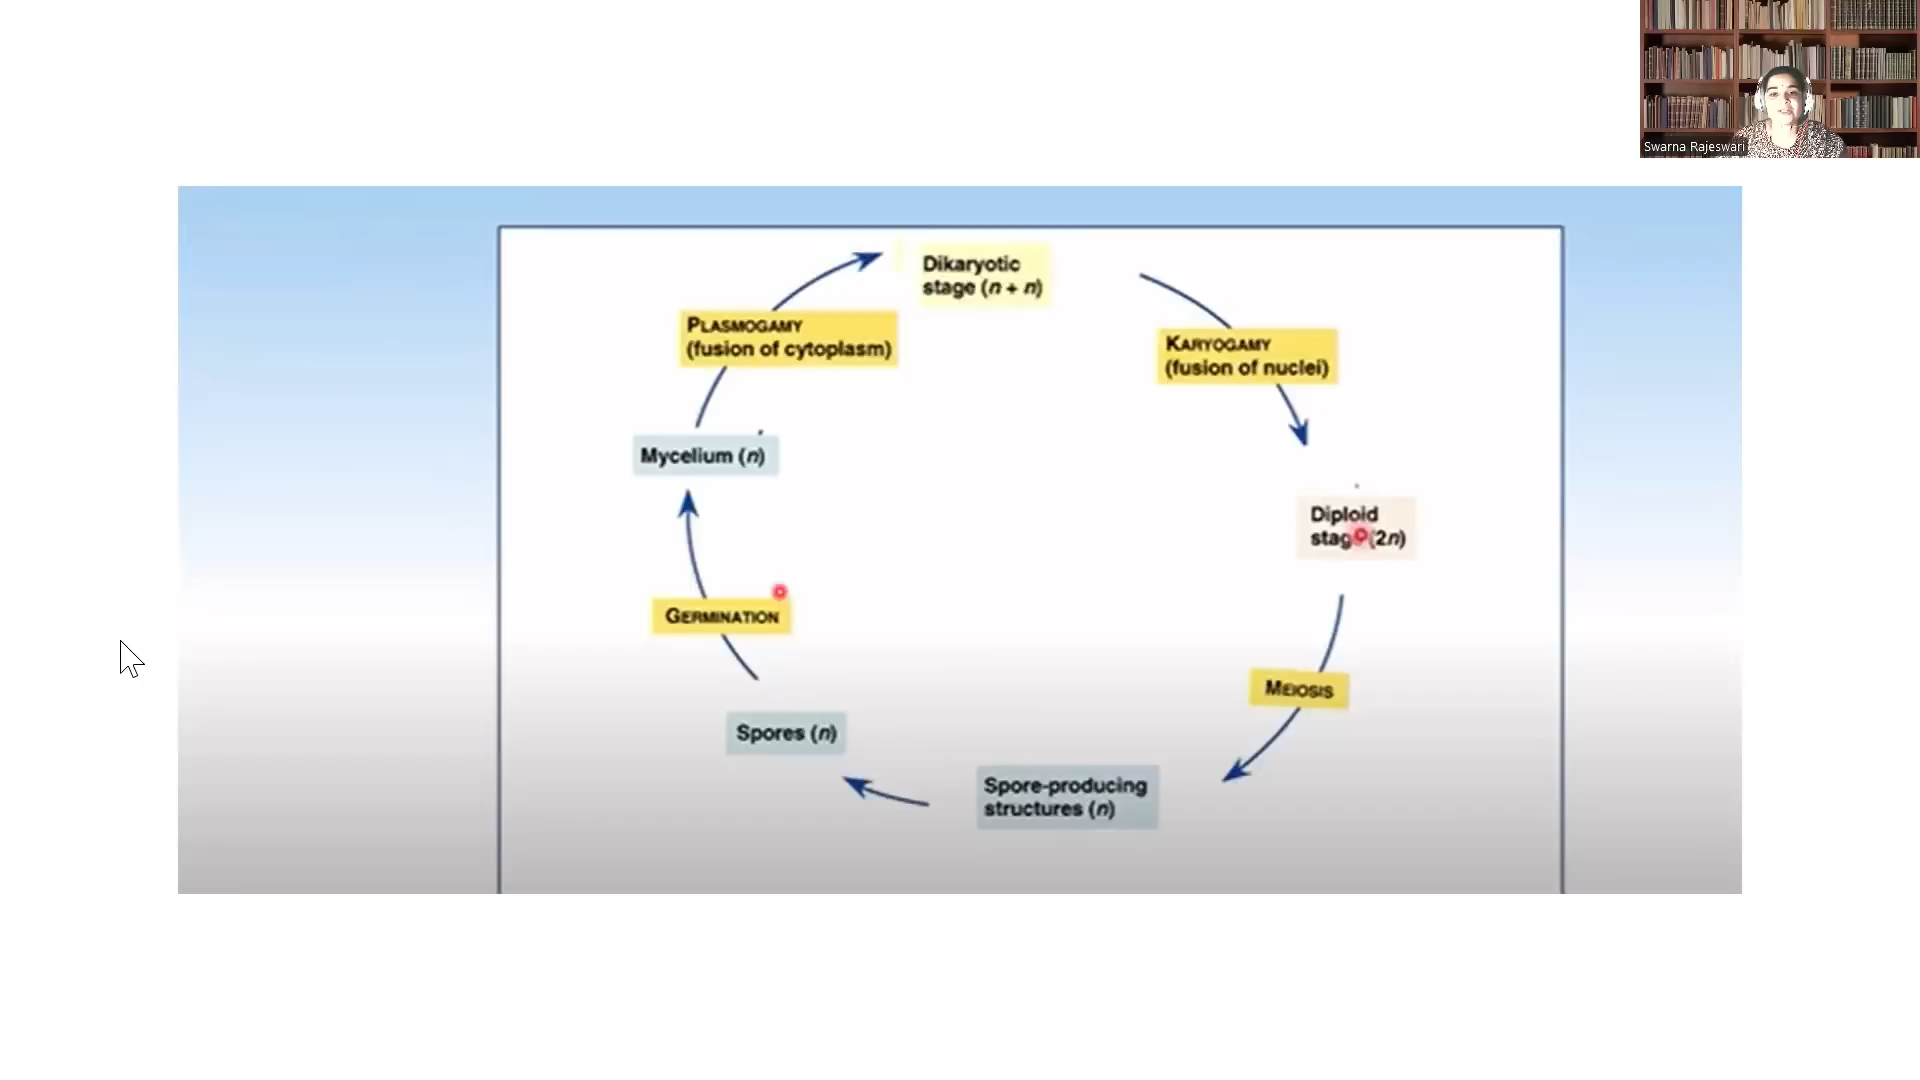 Swarna Rajeswari
Dikaryotic
stage (n + n)
PLASMOGAMY
(fusion of cytoplasm)
KARYOGAMY
(fusion of nuclei)
Mycelium (n)
Diploid
stage (2n)
GERMINATION
MEIOSIS
Spores (n)
Spore-producing
structures (n)